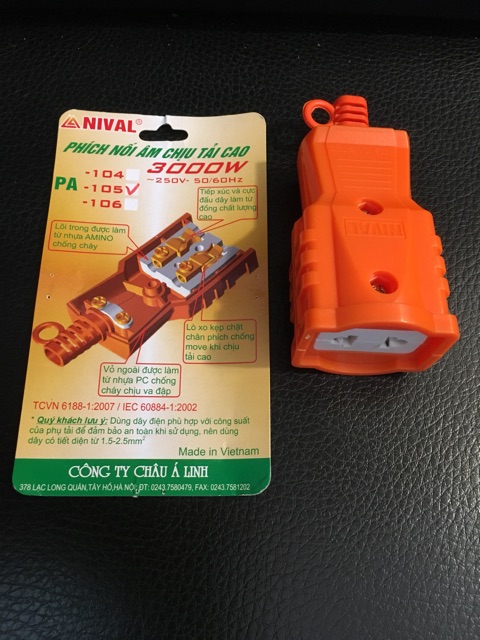 NIVAL®
PHÍCH NỐI ÂM CHỊU TẢI CAO
3000W
~250V- 50/60Hz
PA
-104
-105 ✓
-106
Tiếp xúc và cực
đấu dây làm từ
đồng chất lượng
cao
Lõi trong được làm
từ nhựa AMINO
chống cháy
Lò xo kẹp chặt
chân phích chống
move khi chịu
tải cao
Vỏ ngoài được làm
từ nhựa PC chống
cháy chịu va đập
TCVN 6188-1:2007 / IEC 60884-1:2002
* Quý khách lưu ý: Dùng dây điện phù hợp với công suất
của phụ tải để đảm bảo an toàn khi sử dụng, nên dùng
dây có tiết diện từ 1.5-2.5mm²
Made in Vietnam
CÔNG TY CHÂU Á LINH
378 LẠC LONG QUÂN,TÂY HỒ,HÀ NỘI, ĐT: 0243.7580479, FAX: 0243.7581202
NIVAL